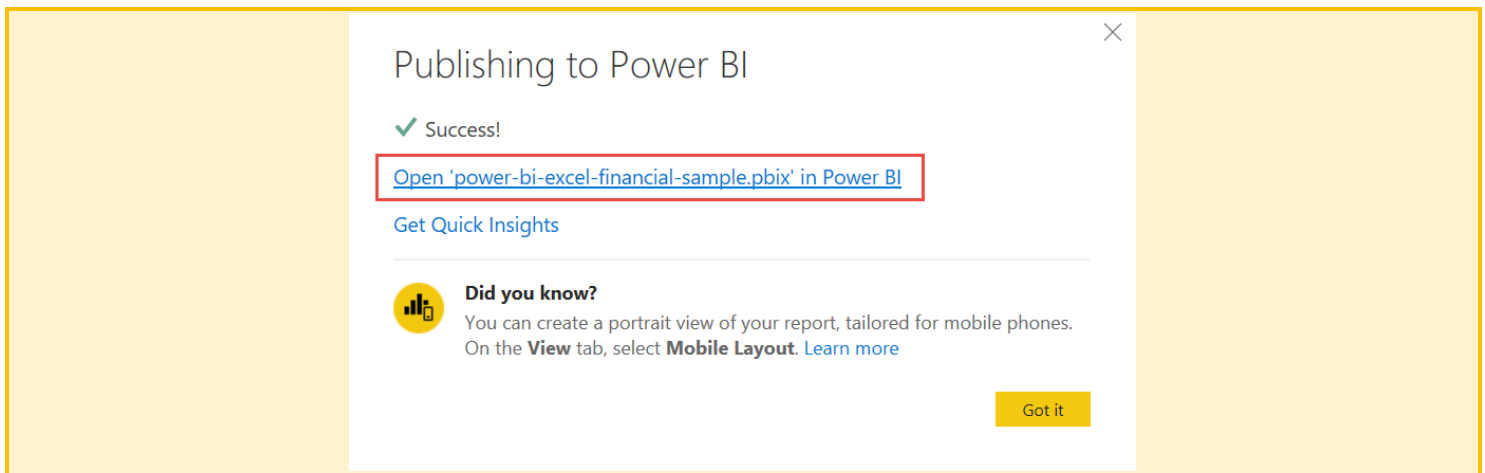 Publishing to Power BI
Success!
Open 'power-bi-excel-financial-sample.pbix' in Power BI
Get Quick Insights
Did you know?
You can create a portrait view of your report, tailored for mobile phones.
On the View tab, select Mobile Layout. Learn more
Got it